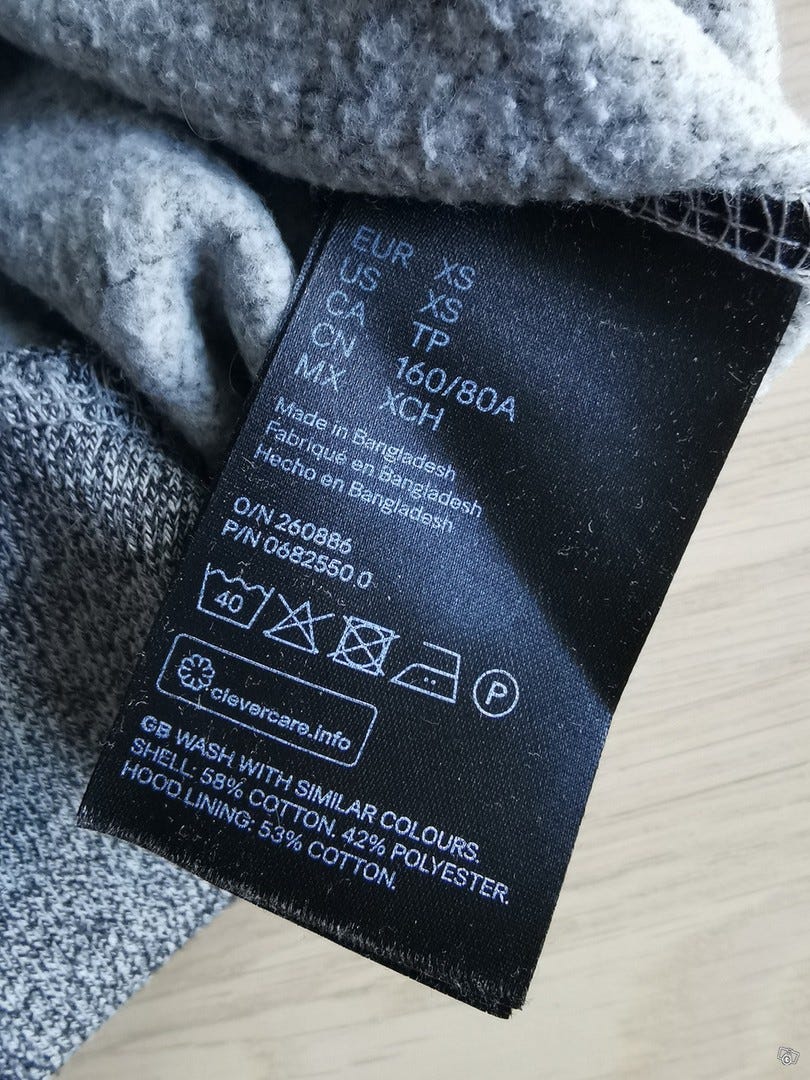 EUR XS
US XS
CA TP
CN 160/80A
MX XCH
Made in Bangladesh
Fabriqué en Bangladesh
Hecho en Bangladesh
O/N 260886
P/N 0682550 0
40 P
clevercare.info
GB WASH WITH SIMILAR COLOURS.
SHELL: 58% COTTON. 42% POLYESTER.
HOOD LINING: 53% COTTON.